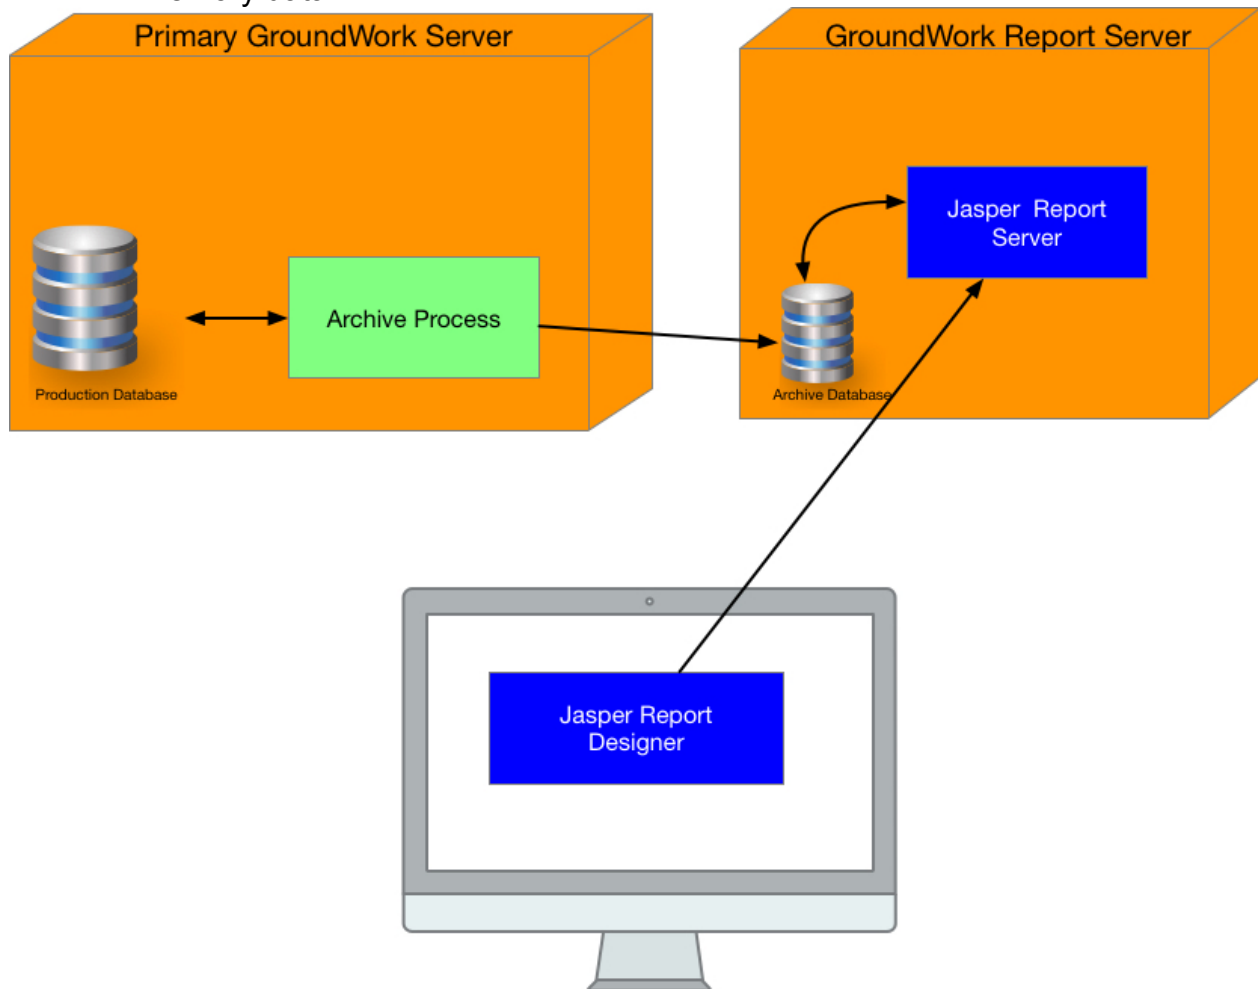 Primary GroundWork Server
GroundWork Report Server
Jasper Report
Server
Archive Process
Production Database
Archive Database
Jasper Report
Designer